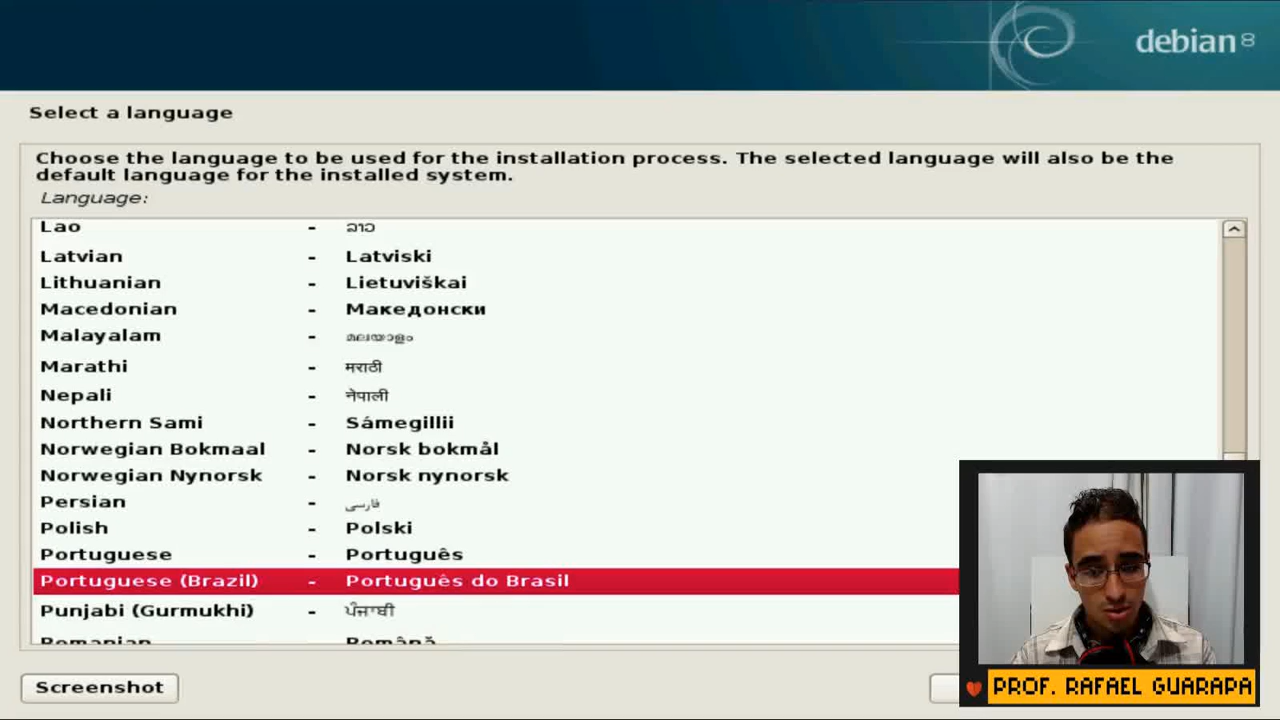 debian 8
Select a language
Choose the language to be used for the installation process. The selected language will also be the
default language for the installed system.
Language:
Lao - ລາວ
Latvian - Latviski
Lithuanian - Lietuviškai
Macedonian - Македонски
Malayalam - മലയാളം
Marathi - मराठी
Nepali - नेपाली
Northern Sami - Sámegillii
Norwegian Bokmaal - Norsk bokmål
Norwegian Nynorsk - Norsk nynorsk
Persian - فارسی
Polish - Polski
Portuguese - Português
Portuguese (Brazil) - Português do Brasil
Punjabi (Gurmukhi) - ਪੰਜਾਬੀ
Romanian - Română
Screenshot
PROF. RAFAEL GUARAPA